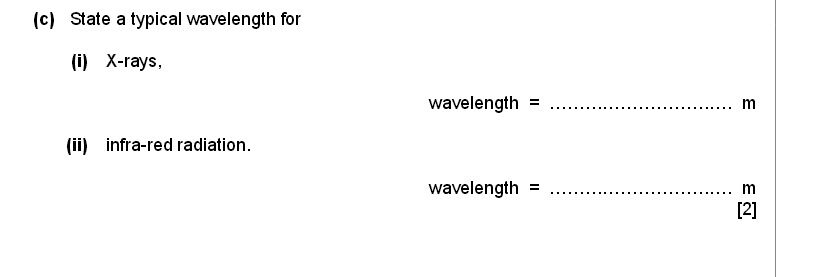 (c) State a typical wavelength for
(i) X-rays,
wavelength = ............................... m
(ii) infra-red radiation.
wavelength = ............................... m
[2]